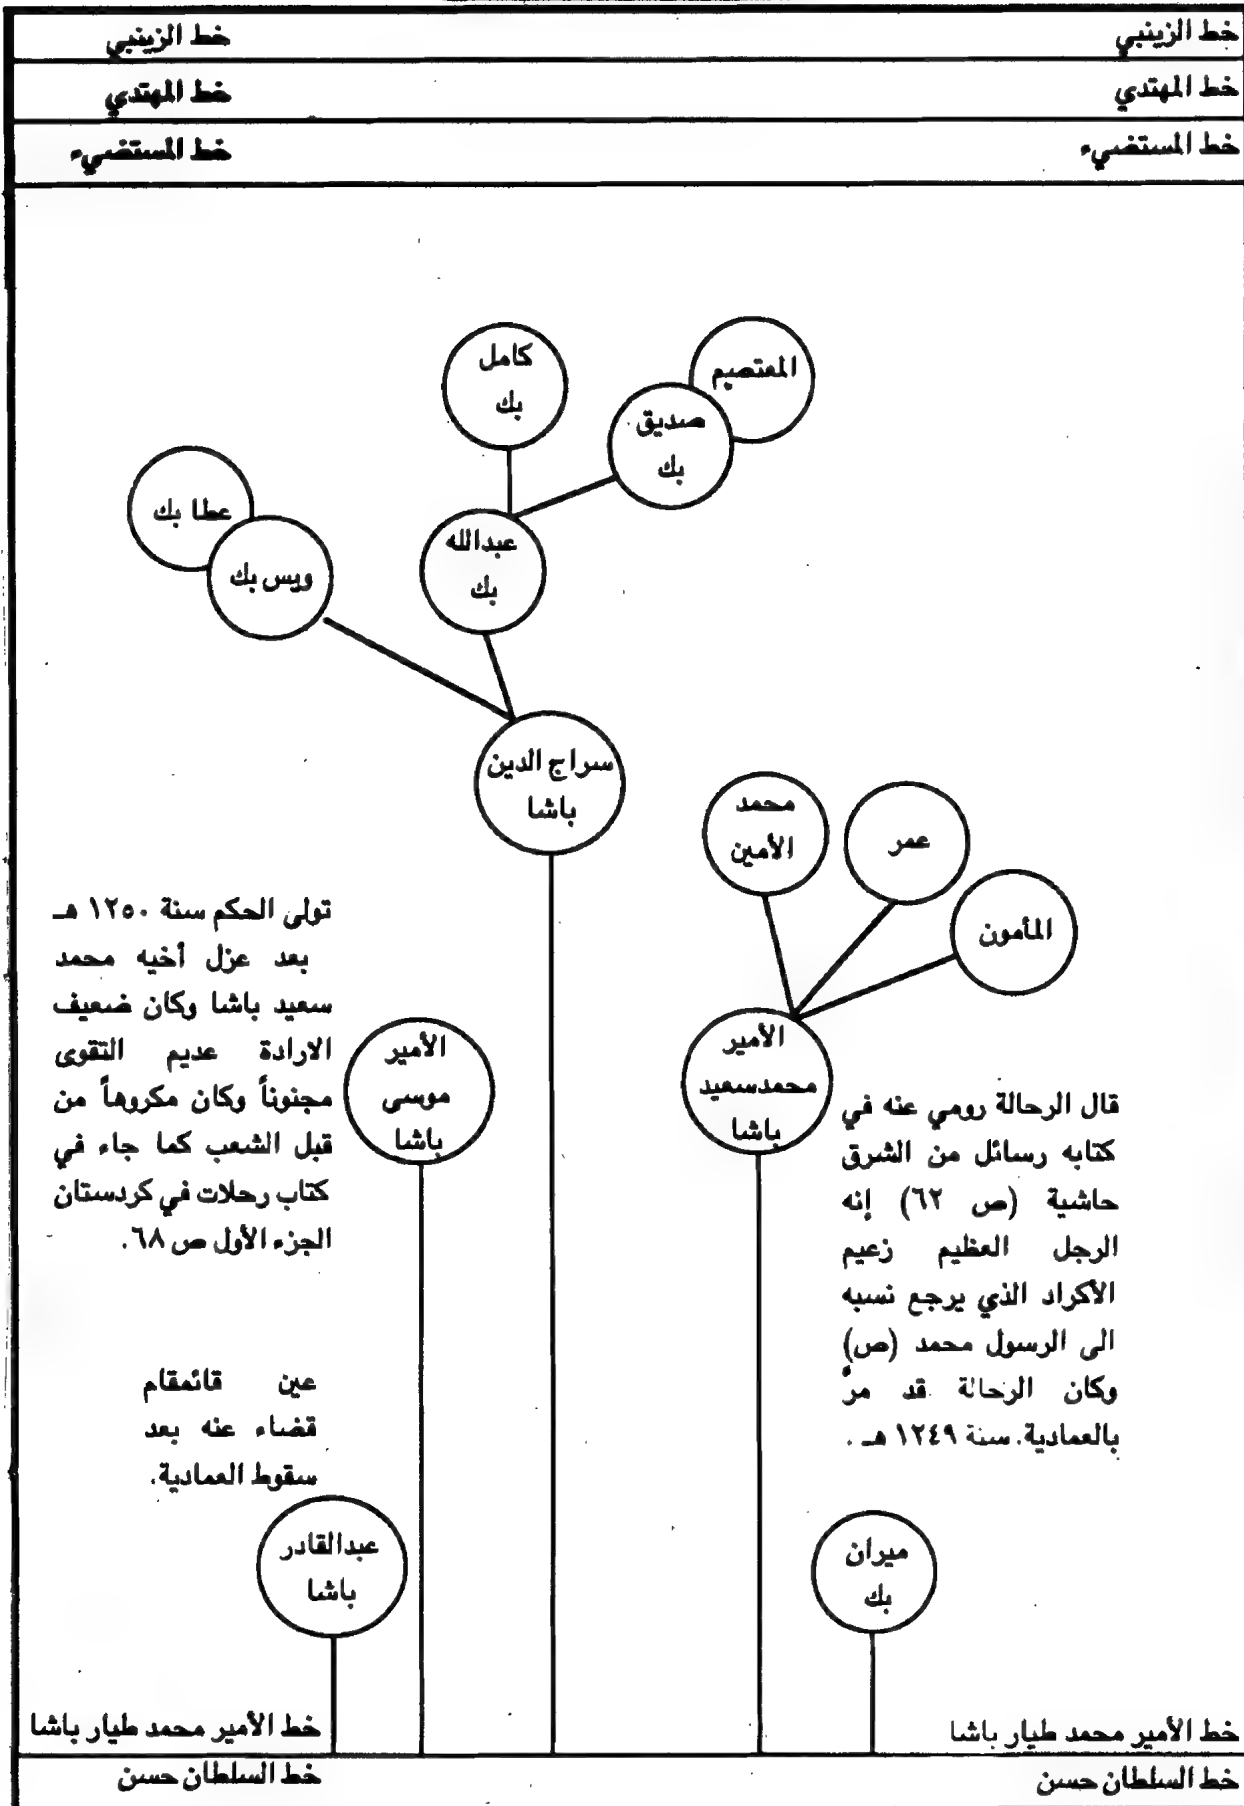 خط الزينبي
خط الزينبي
خط المهتدي
خط المهتدي
خط المستضيء
خط المستضيء
المعتصم
صديق
بك
كامل
بك
عبدالله
بك
عطا بك
ويس بك
سراج الدين
باشا
المأمون
عمر
محمد
الأمين
الأمير
محمدسعيد
باشا
قال الرحالة رومي عنه في
كتابه رسائل من الشرق
حاشية (ص ٦٢) إنه
الرجل العظيم زعيم
الأكراد الذي يرجع نسبه
الى الرسول محمد (ص)
وكان الرحالة قد مرّ
بالعمادية. سنة ١٢٤٩ هـ .
الأمير
موسى
باشا
تولى الحكم سنة ١٢٥٠ هـ
بعد عزل أخيه محمد
سعيد باشا وكان ضعيف
الارادة عديم التقوى
مجنوناً وكان مكروهاً من
قبل الشعب كما جاء في
كتاب رحلات في كردستان
الجزء الأول ص ٦٨.
عين قائمقام
قضاء عنه بعد
سقوط العمادية.
ميران
بك
عبدالقادر
باشا
خط الأمير محمد طيار باشا
خط الأمير محمد طيار باشا
خط السلطان حسن
خط السلطان حسن